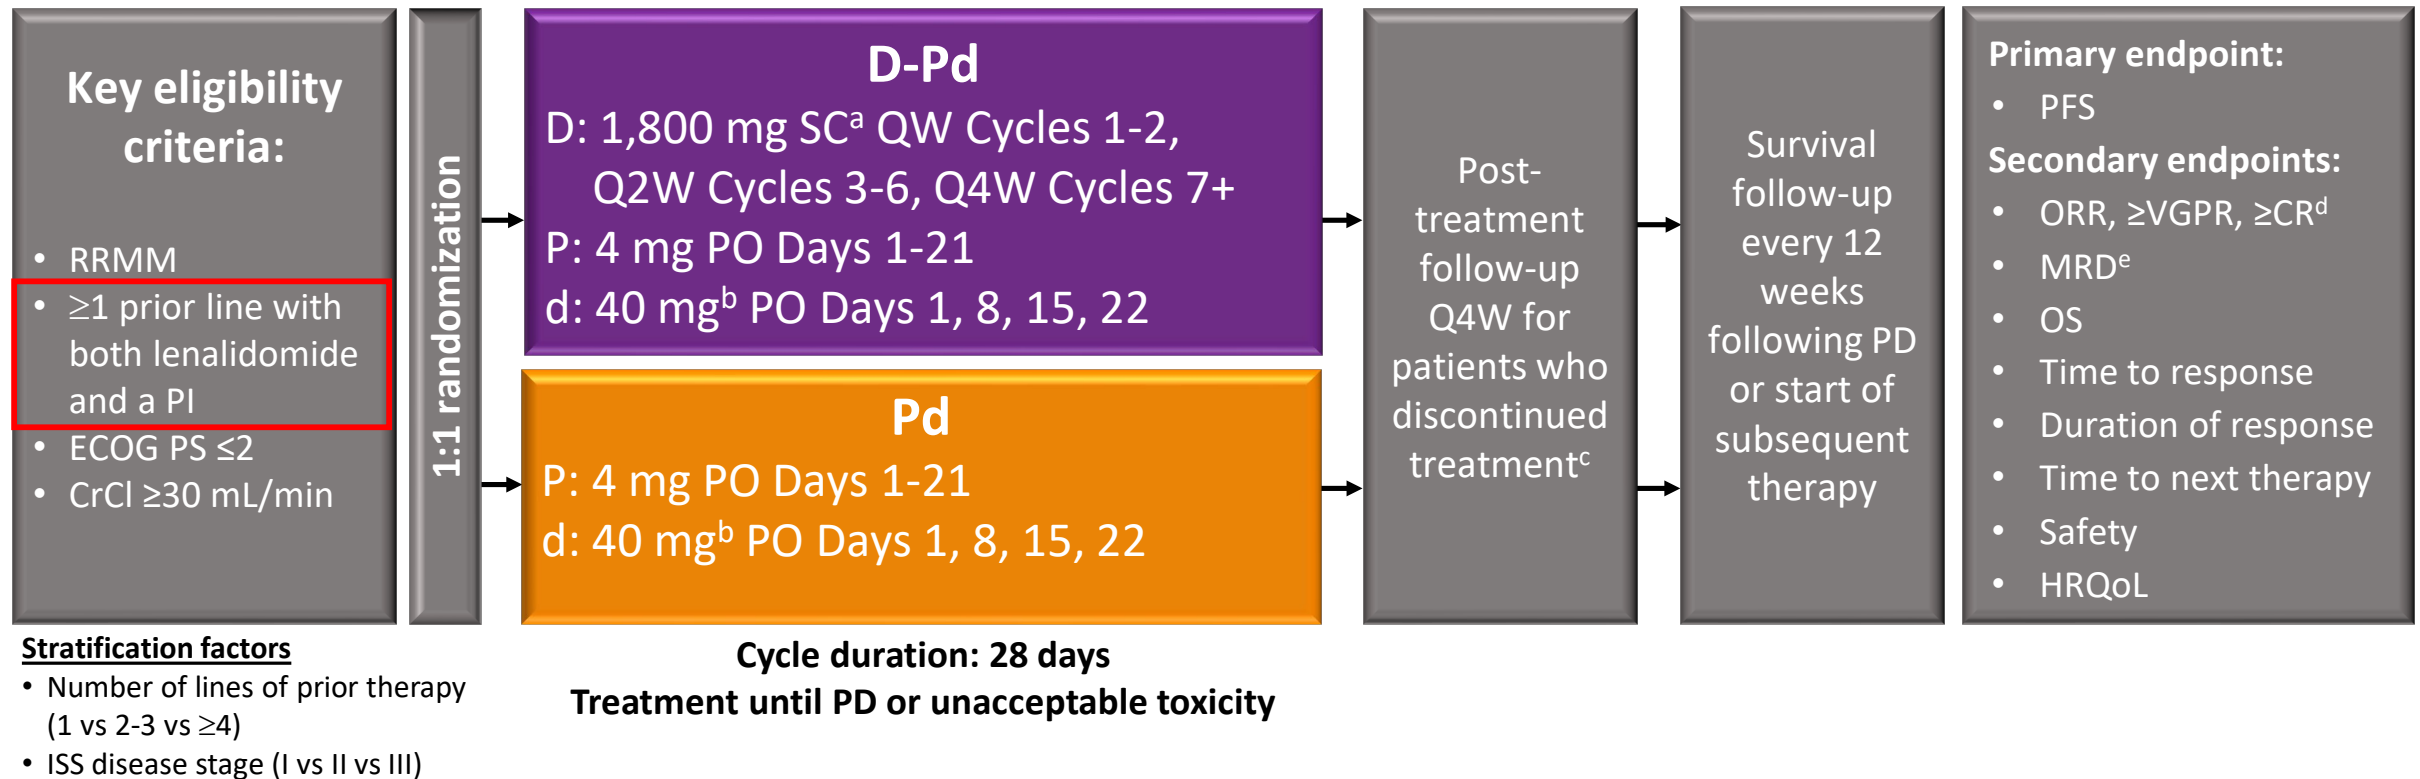 Key eligibility
criteria:
• RRMM
• ≥1 prior line with
both lenalidomide
and a PI
• ECOG PS ≤2
• CrCl ≥30 mL/min
1:1 randomization
D-Pd
D: 1,800 mg SCᵃ QW Cycles 1-2,
Q2W Cycles 3-6, Q4W Cycles 7+
P: 4 mg PO Days 1-21
d: 40 mgᵇ PO Days 1, 8, 15, 22
Pd
P: 4 mg PO Days 1-21
d: 40 mgᵇ PO Days 1, 8, 15, 22
Post-
treatment
follow-up
Q4W for
patients who
discontinued
treatmentᶜ
Survival
follow-up
every 12
weeks
following PD
or start of
subsequent
therapy
Primary endpoint:
• PFS
Secondary endpoints:
• ORR, ≥VGPR, ≥CRᵈ
• MRDᵉ
• OS
• Time to response
• Duration of response
• Time to next therapy
• Safety
• HRQoL
Stratification factors
• Number of lines of prior therapy
(1 vs 2-3 vs ≥4)
• ISS disease stage (I vs II vs III)
Cycle duration: 28 days
Treatment until PD or unacceptable toxicity